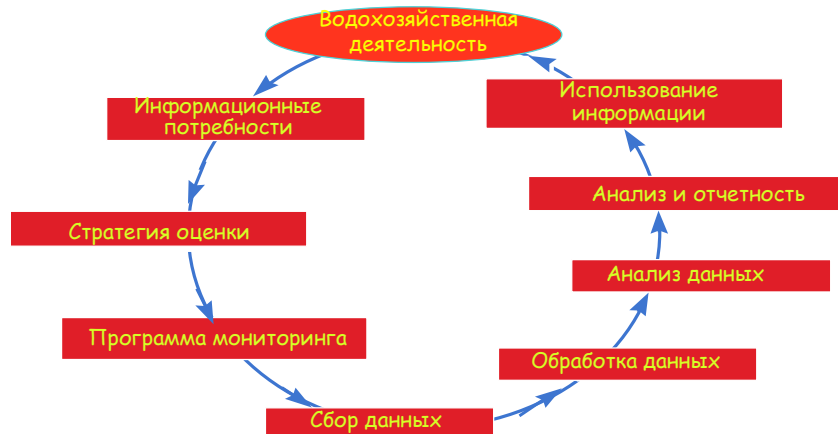 Водохозяйственная
деятельность
Информационные
потребности
Стратегия оценки
Программа мониторинга
Сбор данных
Обработка данных
Анализ данных
Анализ и отчетность
Использование
информации